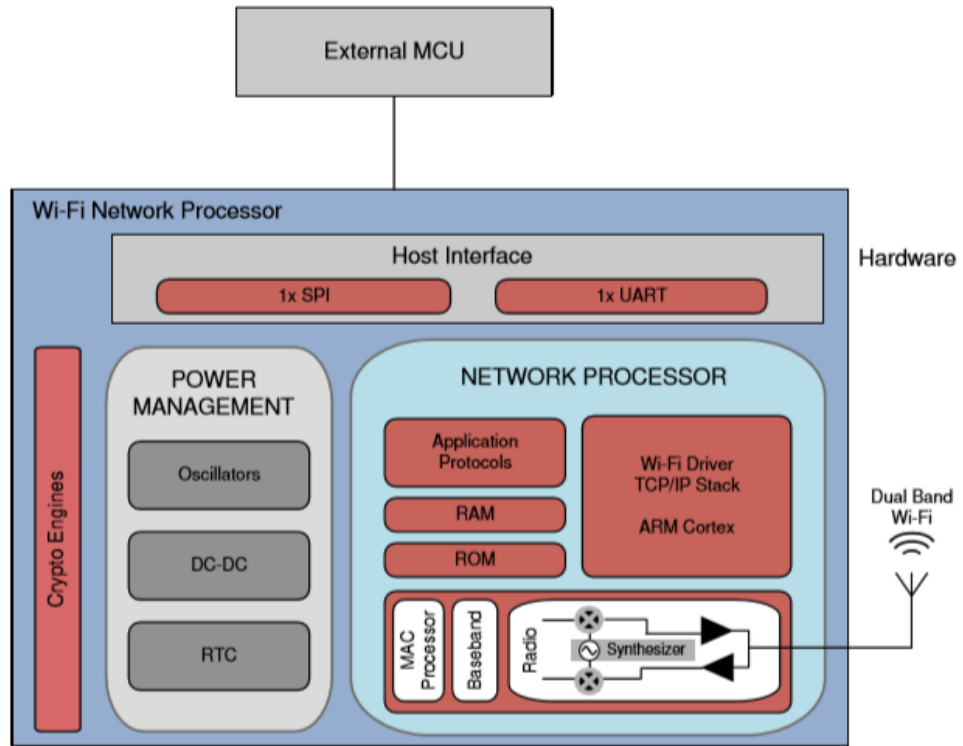 External MCU
Wi-Fi Network Processor
Host Interface
Hardware
1x SPI
1x UART
Crypto Engines
POWER
MANAGEMENT
Oscillators
DC-DC
RTC
NETWORK PROCESSOR
Application
Protocols
RAM
ROM
Wi-Fi Driver
TCP/IP Stack
ARM Cortex
MAC
Processor
Baseband
Radio
Synthesizer
Dual Band
Wi-Fi